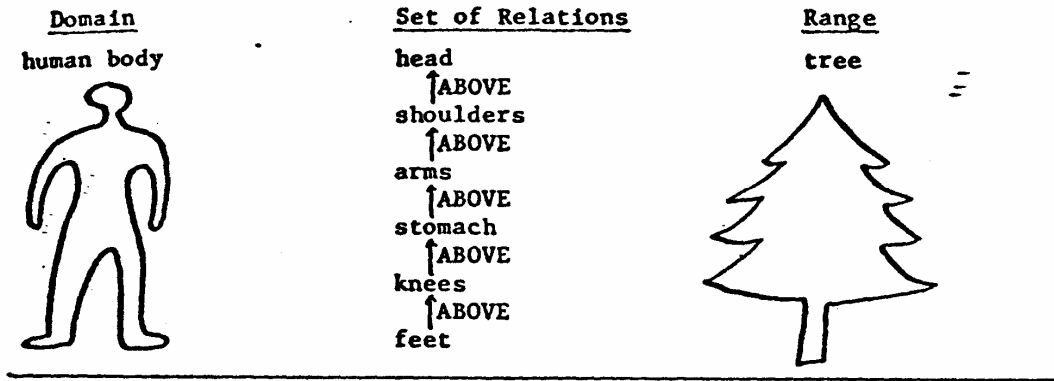 Domain
human body
Set of Relations
head
↑ABOVE
shoulders
↑ABOVE
arms
↑ABOVE
stomach
↑ABOVE
knees
↑ABOVE
feet
Range
tree